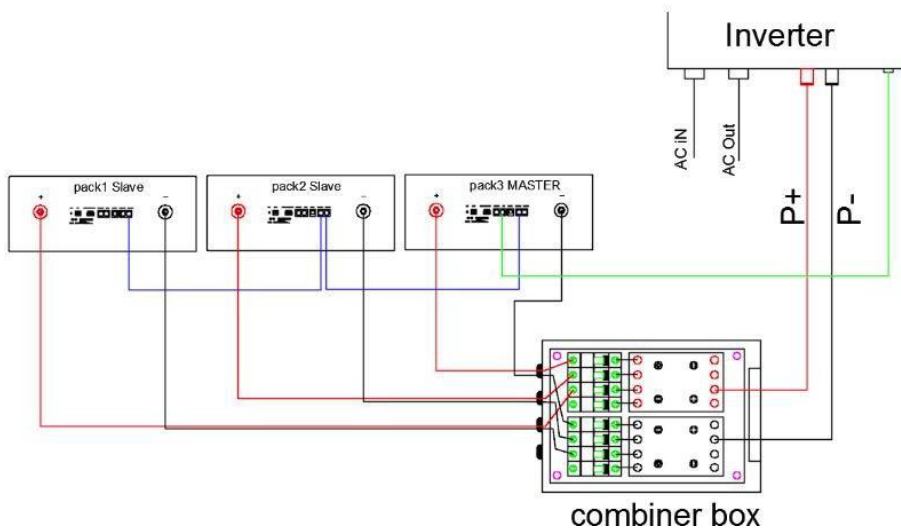 Inverter
AC iN
AC Out
P+
P-
pack1 Slave
+
−
pack2 Slave
+
−
pack3 MASTER
+
−
combiner box